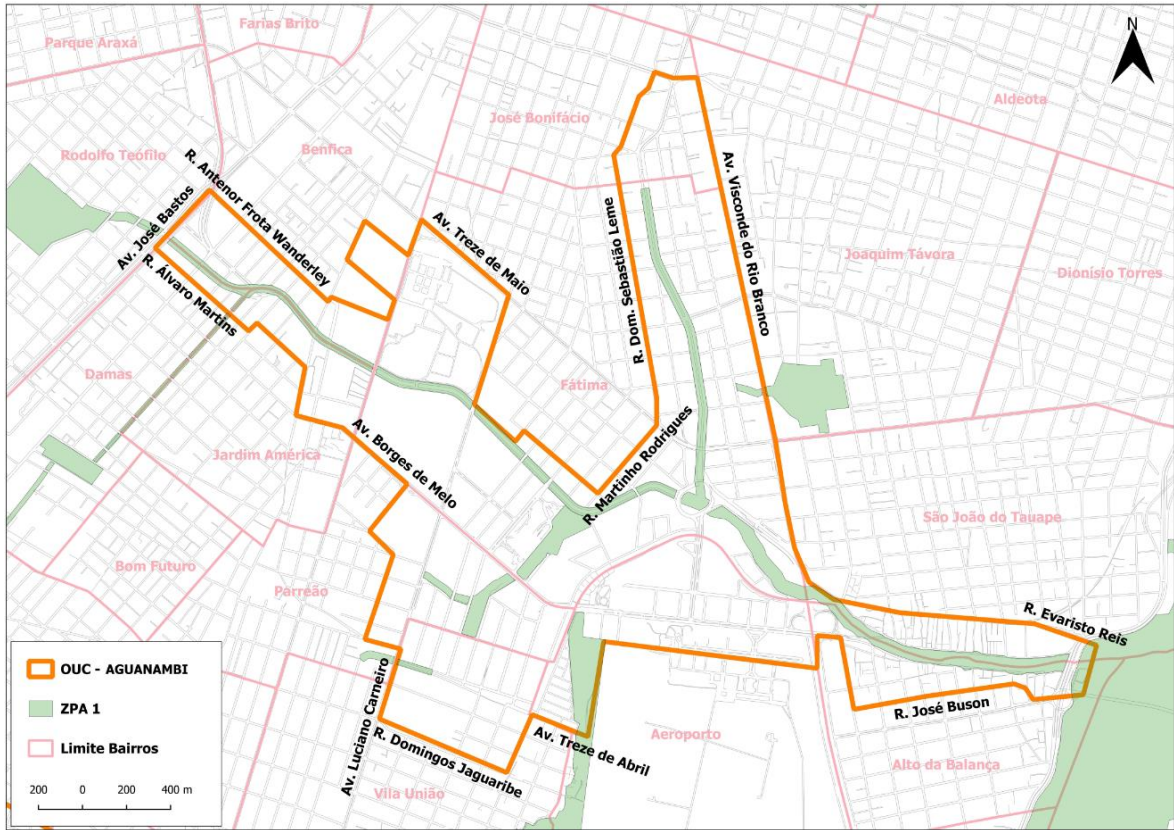 Farias Brito
Parque Araxá
N
Aldeota
José Bonifácio
Rodolfo Teófilo
Benfica
R. Antenor Frota Wanderley
Av. José Bastos
Av. Treze de Maio
Av. Visconde do Rio Branco
R. Dom. Sebastião Leme
Joaquim Távora
Dionísio Torres
R. Álvaro Martins
Damas
Fátima
Av. Borges de Melo
R. Martinho Rodrigues
Jardim América
São João do Tauape
Bom Futuro
Parreão
R. Evaristo Reis
OUC - AGUANAMBI
ZPA 1
Limite Bairros
200 0 200 400 m
Av. Luciano Carneiro
R. Domingos Jaguaribe
Vila União
Av. Treze de Abril
Aeroporto
R. José Buson
Alto da Balança